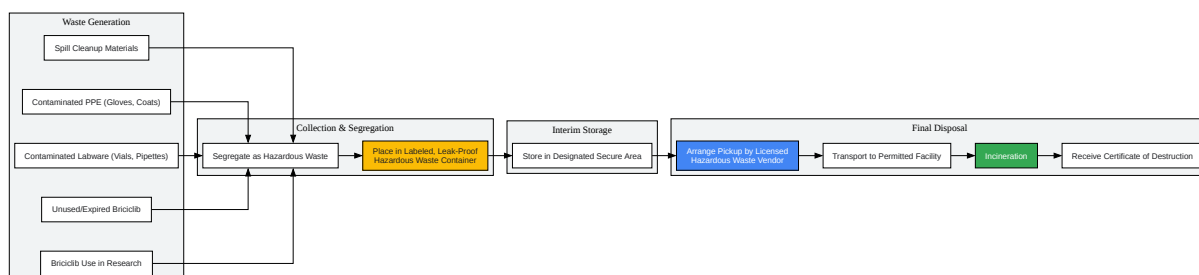 Waste Generation
Spill Cleanup Materials
Contaminated PPE (Gloves, Coats)
Contaminated Labware (Vials, Pipettes)
Unused/Expired Briciclib
Briciclib Use in Research
Collection & Segregation
Segregate as Hazardous Waste
Place in Labeled, Leak-Proof
Hazardous Waste Container
Interim Storage
Store in Designated Secure Area
Final Disposal
Arrange Pickup by Licensed
Hazardous Waste Vendor
Transport to Permitted Facility
Incineration
Receive Certificate of Destruction